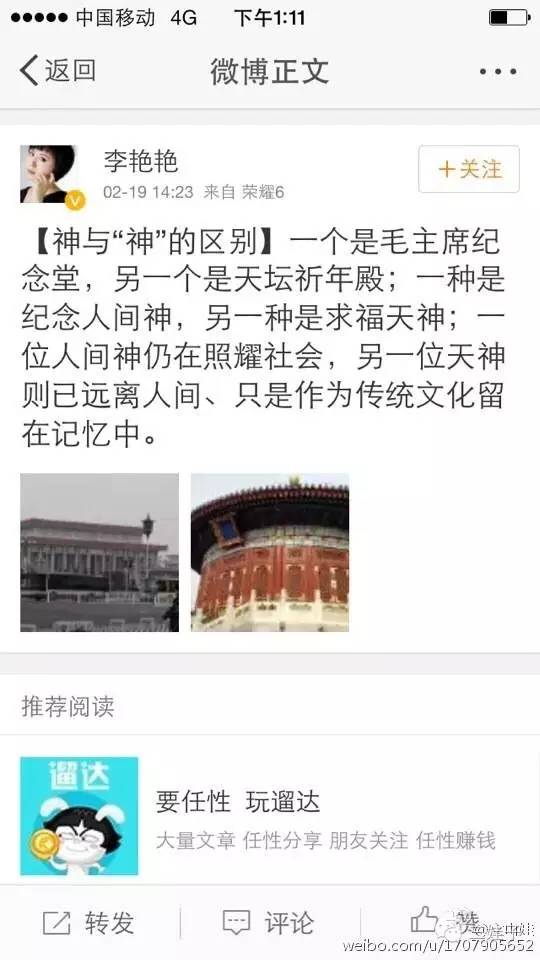 中国移动 4G 下午1:11
返回 微博正文
李艳艳
+关注
02-19 14:23 来自 荣耀6
【神与“神”的区别】一个是毛主席纪
念堂，另一个是天坛祈年殿；一种是
纪念人间神，另一种是求福天神；一
位人间神仍在照耀社会，另一位天神
则已远离人间、只是作为传统文化留
在记忆中。
推荐阅读
遛达
要任性 玩遛达
大量文章 任性分享 朋友关注 任性赚钱
转发 评论 赞
weibo.com/u/1707905652